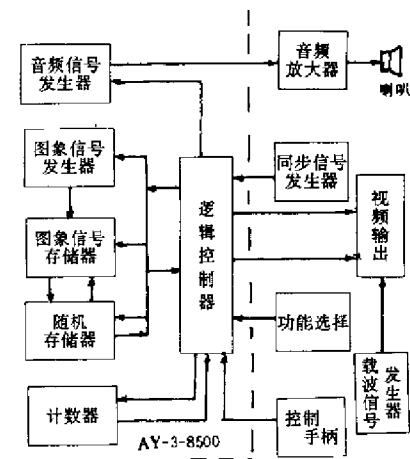 音频信号
发生器
音频
放大器
喇叭
图象信号
发生器
同步信号
发生器
图象信号
存储器
逻辑控制器
视频输出
随机
存储器
功能选择
载波信号
发生器
计数器
控制
手柄
AY-3-8500